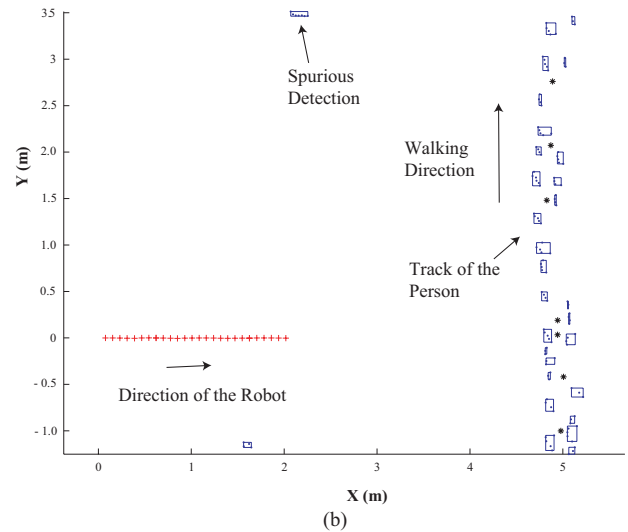 3.5
3.0
2.5
2.0
1.5
1.0
0.5
0
- 0.5
- 1.0
Y (m)
Spurious
Detection
Walking
Direction
Track of the
Person
Direction of the Robot
0
1
2
3
4
5
X (m)
(b)